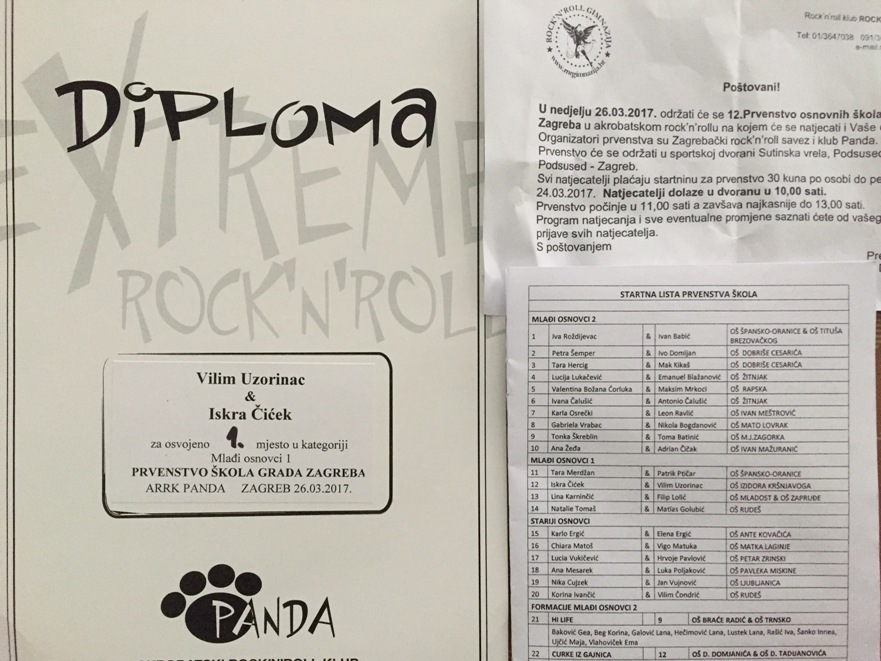 EXTREME
DiPLOMA
ROCK'N'ROLL
Vilim Uzorinac
&
Iskra Čićek
za osvojeno 1. mjesto u kategoriji
Mlađi osnovci 1
PRVENSTVO ŠKOLA GRADA ZAGREBA
ARRK PANDA ZAGREB 26.03.2017.
PANDA
ROCK'N'ROLL GIMNAZIJA
Rock'n'roll klub ROCK
Tel: 01/3647038 091/3
e-mail:
Poštovani!
U nedjelju 26.03.2017. održati će se 12.Prvenstvo osnovnih škola
Zagreba u akrobatskom rock'n'rollu na kojem će se natjecati i Vaše
Organizatori prvenstva su Zagrebački rock'n'roll savez i klub Panda.
Prvenstvo će se održati u sportskoj dvorani Sutinska vrela, Podsused
Podsused - Zagreb.
Svi natjecatelji plaćaju startninu za prvenstvo 30 kuna po osobi do pe
24.03.2017. Natjecatelji dolaze u dvoranu u 10,00 sati.
Prvenstvo počinje u 11,00 sati a zavšava najkasnije do 13,00 sati.
Program natjecanja i sve eventualne promjene saznati ćete od vašeg
prijave svih natjecatelja.
S poštovanjem
Pre
STARTNA LISTA PRVENSTVA ŠKOLA
MLAĐI OSNOVCI 2
1 Iva Roždijevac & Ivan Babić OŠ ŠPANSKO-ORANICE & OŠ TITUŠA BREZOVAČKOG
2 Petra Šemper & Ivo Domijan OŠ DOBRIŠE CESARIĆA
3 Tara Hercig & Mak Kikaš OŠ DOBRIŠE CESARIĆA
4 Lucija Lukačević & Emanuel Blažanović OŠ ŽITNJAK
5 Valentina Božana Čorluka & Maksim Mrkoci OŠ RAPSKA
6 Ivana Čalušić & Antonio Čalušić OŠ ŽITNJAK
7 Karla Osrečki & Leon Ravlić OŠ IVAN MEŠTROVIĆ
8 Gabriela Vrabac & Nikola Bogdanović OŠ MATO LOVRAK
9 Tonka Škreblin & Toma Batinić OŠ M.J.ZAGORKA
10 Ana Žeđa & Adrian Čičak OŠ IVAN MAŽURANIĆ
MLAĐI OSNOVCI 1
11 Tara Merdžan & Patrik Ptičar OŠ ŠPANSKO-ORANICE
12 Iskra Čićek & Vilim Uzorinac OŠ IZIDORA KRŠNJAVOGA
13 Lina Karninčić & Filip Lolić OŠ MLADOST & OŠ ZAPRUĐE
14 Natalie Tomaš & Matias Golubić OŠ RUDEŠ
STARIJI OSNOVCI
15 Karlo Ergić & Elena Ergić OŠ ANTE KOVAČIĆA
16 Chiara Matoš & Vigo Matuka OŠ MATKA LAGINJE
17 Lucia Vukičević & Hrvoje Pavlović OŠ PETAR ZRINSKI
18 Ana Mesarek & Luka Poljaković OŠ PAVLEKA MISKINE
19 Nika Cujzek & Jan Vujnović OŠ LJUBLJANICA
20 Korina Ivančić & Vilim Čondrić OŠ RUDEŠ
FORMACIJE MLAĐI OSNOVCI 2
21 HI LIFE 9 OŠ BRAĆE RADIĆ & OŠ TRNSKO
Baković Gea, Beg Korina, Galović Lana, Hečimović Lana, Lustek Lana, Rašić Iva, Šanko Innea,
Ujčić Maja, Vlahoviček Ema
22 CURKE IZ GAJNICA 12 OŠ D. DOMJANIĆA & OŠ T